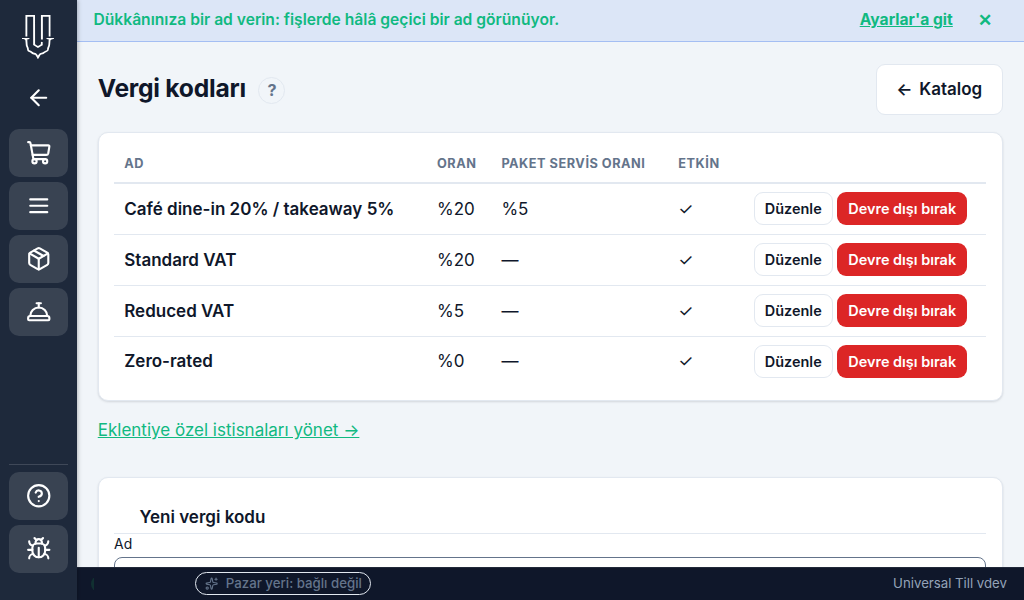 Dükkânınıza bir ad verin: fişlerde hâlâ geçici bir ad görünüyor.
Ayarlar'a git ✕
Vergi kodları ?
← Katalog
AD ORAN PAKET SERVİS ORANI ETKİN
Café dine-in 20% / takeaway 5% %20 %5 ✓ Düzenle Devre dışı bırak
Standard VAT %20 — ✓ Düzenle Devre dışı bırak
Reduced VAT %5 — ✓ Düzenle Devre dışı bırak
Zero-rated %0 — ✓ Düzenle Devre dışı bırak
Eklentiye özel istisnaları yönet →
Yeni vergi kodu
Ad
Pazar yeri: bağlı değil
Universal Till vdev